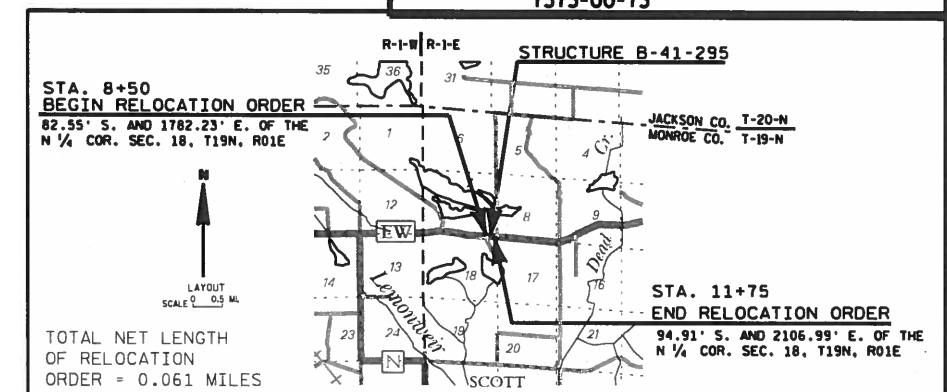 7575-00-75
R-1-W R-1-E
STRUCTURE B-41-295
STA. 8+50
BEGIN RELOCATION ORDER
82.55' S. AND 1782.23' E. OF THE
N 1/4 COR. SEC. 18, T19N, R01E
35
36
31
JACKSON CO. T-20-N
MONROE CO. T-19-N
2
1
6
5
4
Cr.
N
12
8
9
EW
LAYOUT
SCALE 0 0.5 MI.
14
13
18
17
16
Dead
Lemonweir
STA. 11+75
END RELOCATION ORDER
94.91' S. AND 2106.99' E. OF THE
N 1/4 COR. SEC. 18, T19N, R01E
TOTAL NET LENGTH
OF RELOCATION
ORDER = 0.061 MILES
23
24
19
20
21
N
SCOTT